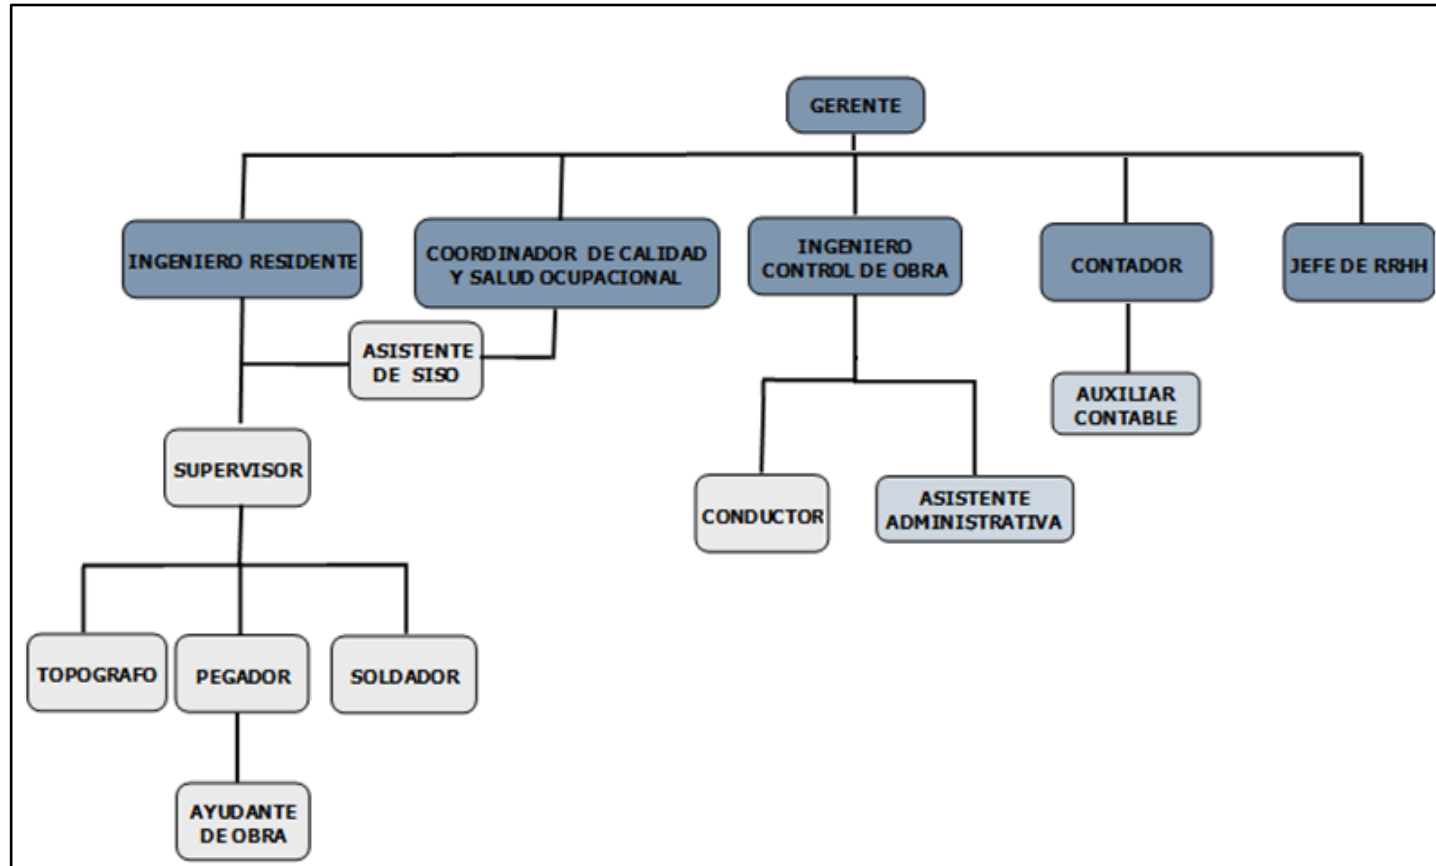 GERENTE
INGENIERO RESIDENTE
COORDINADOR DE CALIDAD
Y SALUD OCUPACIONAL
INGENIERO
CONTROL DE OBRA
CONTADOR
JEFE DE RRHH
ASISTENTE
DE SISO
AUXILIAR
CONTABLE
SUPERVISOR
CONDUCTOR
ASISTENTE
ADMINISTRATIVA
TOPOGRAFO
PEGADOR
SOLDADOR
AYUDANTE
DE OBRA